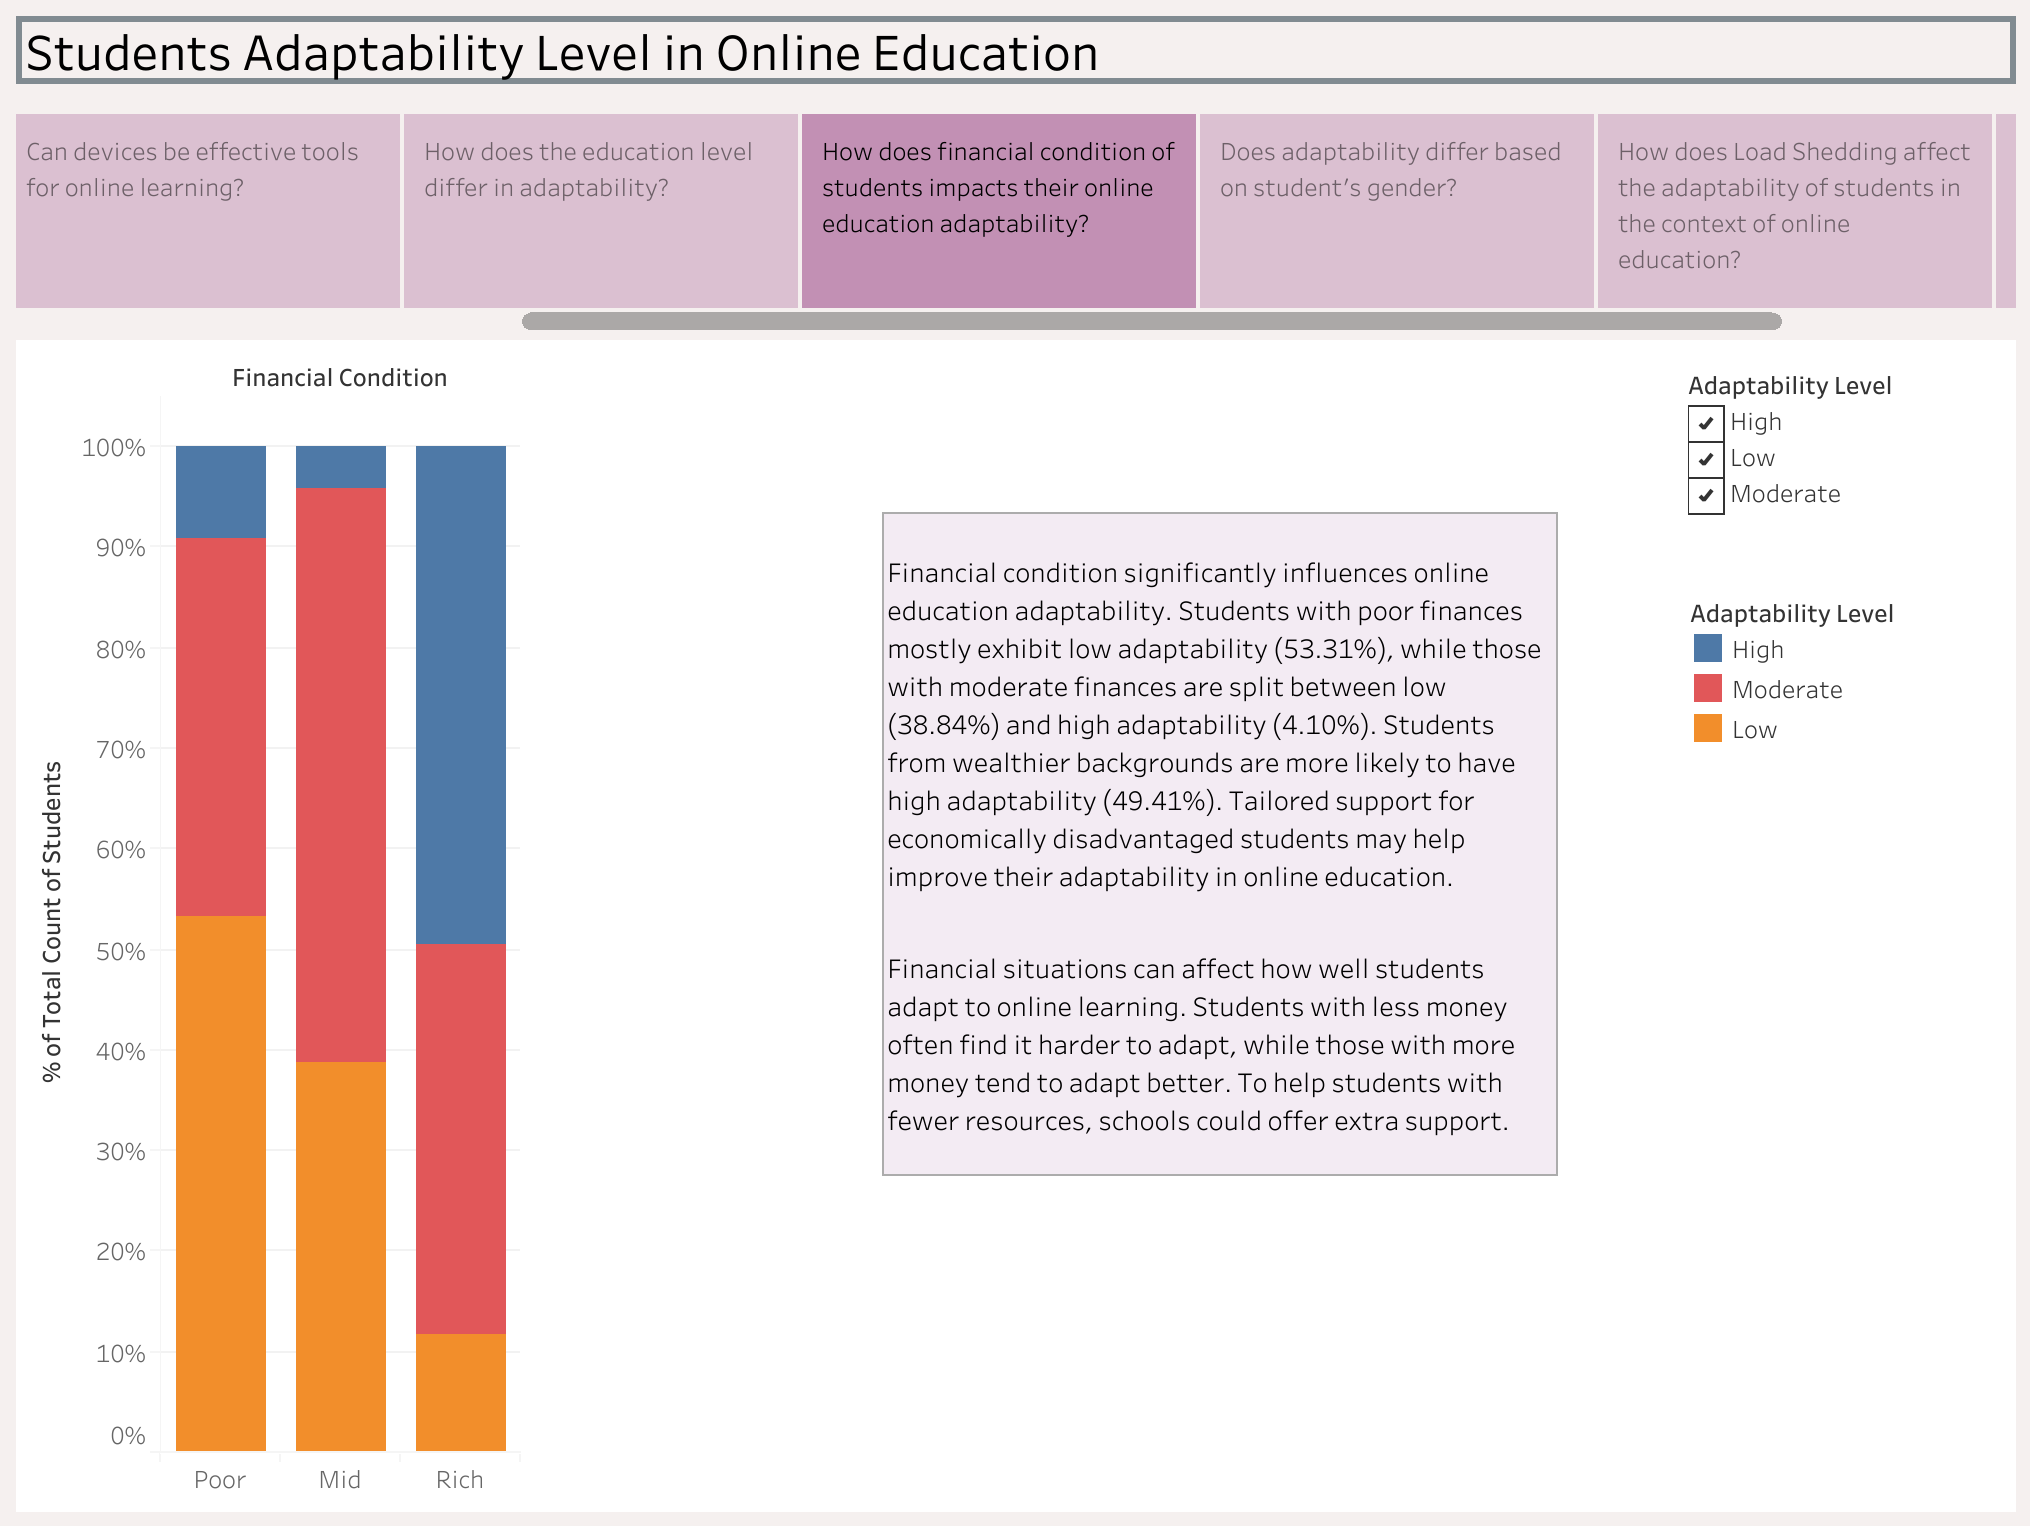 Students Adaptability Level in Online Education
Can devices be effective tools
for online learning?
How does the education level
differ in adaptability?
How does financial condition of
students impacts their online
education adaptability?
Does adaptability differ based
on student's gender?
How does Load Shedding affect
the adaptability of students in
the context of online
education?
Financial Condition
% of Total Count of Students
100%
90%
80%
70%
60%
50%
40%
30%
20%
10%
0%
Poor
Mid
Rich
Financial condition significantly influences online
education adaptability. Students with poor finances
mostly exhibit low adaptability (53.31%), while those
with moderate finances are split between low
(38.84%) and high adaptability (4.10%). Students
from wealthier backgrounds are more likely to have
high adaptability (49.41%). Tailored support for
economically disadvantaged students may help
improve their adaptability in online education.
Financial situations can affect how well students
adapt to online learning. Students with less money
often find it harder to adapt, while those with more
money tend to adapt better. To help students with
fewer resources, schools could offer extra support.
Adaptability Level
High
Low
Moderate
Adaptability Level
High
Moderate
Low